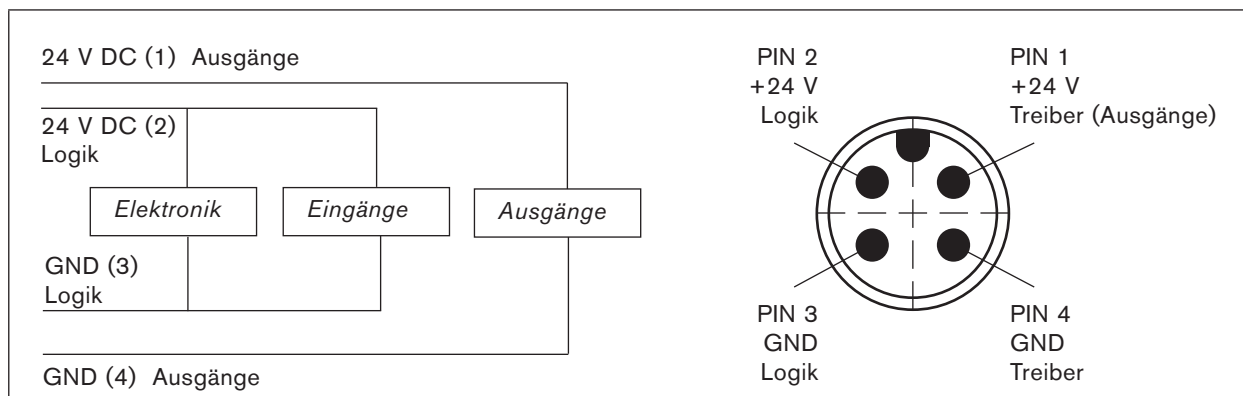 24 V DC (1) Ausgänge
24 V DC (2)
Logik
Elektronik
Eingänge
Ausgänge
GND (3)
Logik
GND (4) Ausgänge
PIN 2
+24 V
Logik
PIN 1
+24 V
Treiber (Ausgänge)
PIN 3
GND
Logik
PIN 4
GND
Treiber